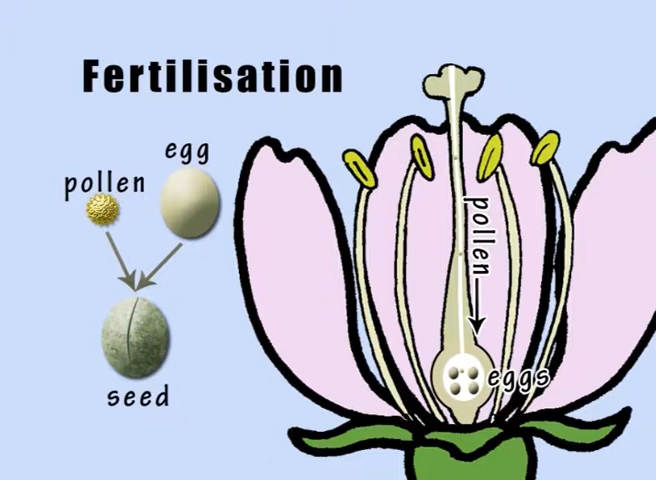 Fertilisation
egg
pollen
seed
pollen
eggs